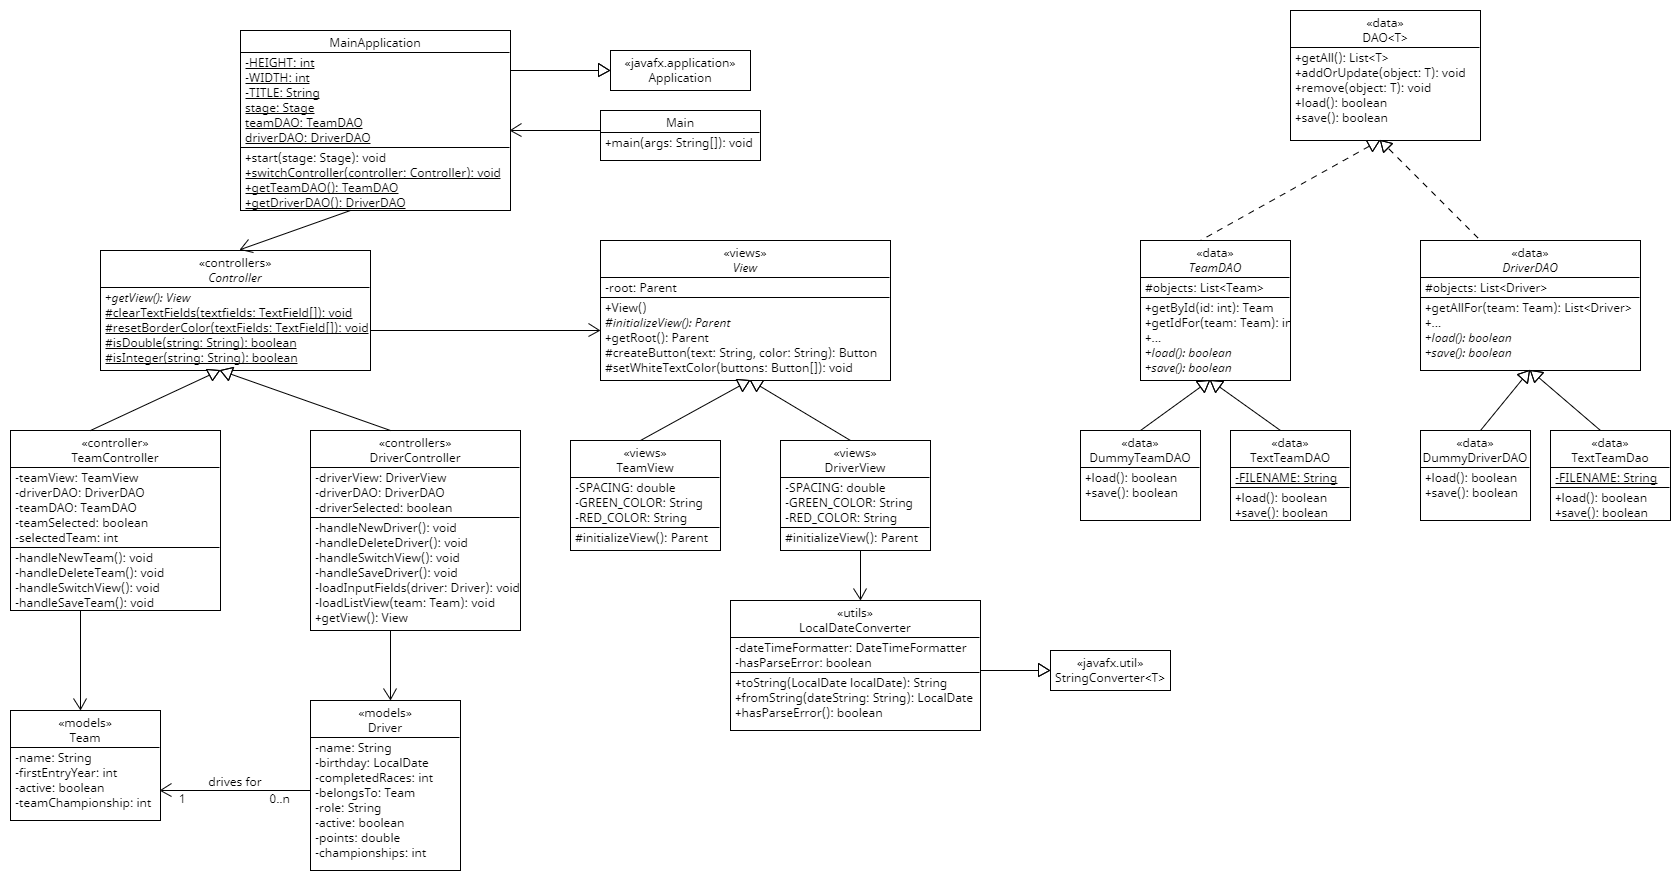 MainApplication
-HEIGHT: int
-WIDTH: int
-TITLE: String
stage: Stage
teamDAO: TeamDAO
driverDAO: DriverDAO
+start(stage: Stage): void
+switchController(controller: Controller): void
+getTeamDAO(): TeamDAO
+getDriverDAO(): DriverDAO
«javafx.application»
Application
Main
+main(args: String[]): void
«data»
DAO<T>
+getAll(): List<T>
+addOrUpdate(object: T): void
+remove(object: T): void
+load(): boolean
+save(): boolean
«controllers»
Controller
+getView(): View
#clearTextFields(textfields: TextField[]): void
#resetBorderColor(textFields: TextField[]): void
#isDouble(string: String): boolean
#isInteger(string: String): boolean
«views»
View
-root: Parent
+View()
#initializeView(): Parent
+getRoot(): Parent
#createButton(text: String, color: String): Button
#setWhiteTextColor(buttons: Button[]): void
«data»
TeamDAO
#objects: List<Team>
+getById(id: int): Team
+getIdFor(team: Team): in
+...
+load(): boolean
+save(): boolean
«data»
DriverDAO
#objects: List<Driver>
+getAllFor(team: Team): List<Driver>
+...
+load(): boolean
+save(): boolean
«controller»
TeamController
-teamView: TeamView
-driverDAO: DriverDAO
-teamDAO: TeamDAO
-teamSelected: boolean
-selectedTeam: int
-handleNewTeam(): void
-handleDeleteTeam(): void
-handleSwitchView(): void
-handleSaveTeam(): void
«controllers»
DriverController
-driverView: DriverView
-driverDAO: DriverDAO
-driverSelected: boolean
-handleNewDriver(): void
-handleDeleteDriver(): void
-handleSwitchView(): void
-handleSaveDriver(): void
-loadInputFields(driver: Driver): void
-loadListView(team: Team): void
+getView(): View
«views»
TeamView
-SPACING: double
-GREEN_COLOR: String
-RED_COLOR: String
#initializeView(): Parent
«views»
DriverView
-SPACING: double
-GREEN_COLOR: String
-RED_COLOR: String
#initializeView(): Parent
«data»
DummyTeamDAO
+load(): boolean
+save(): boolean
«data»
TextTeamDAO
-FILENAME: String
+load(): boolean
+save(): boolean
«data»
DummyDriverDAO
+load(): boolean
+save(): boolean
«data»
TextTeamDao
-FILENAME: String
+load(): boolean
+save(): boolean
«utils»
LocalDateConverter
-dateTimeFormatter: DateTimeFormatter
-hasParseError: boolean
+toString(LocalDate localDate): String
+fromString(dateString: String): LocalDate
+hasParseError(): boolean
«javafx.util»
StringConverter<T>
«models»
Team
-name: String
-firstEntryYear: int
-active: boolean
-teamChampionship: int
drives for
1
0..n
«models»
Driver
-name: String
-birthday: LocalDate
-completedRaces: int
-belongsTo: Team
-role: String
-active: boolean
-points: double
-championships: int